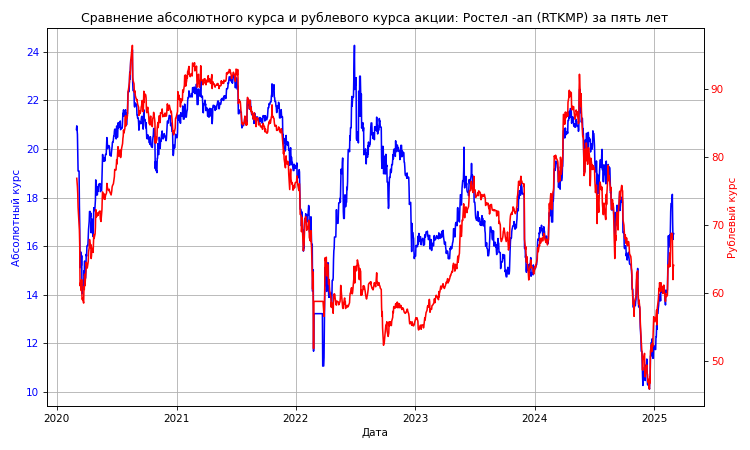 Сравнение абсолютного курса и рублевого курса акции: Ростел -ап (RTKMP) за пять лет
24
22
20
18
16
14
12
10
Абсолютный курс
90
80
70
60
50
Рублевый курс
2020 2021 2022 2023 2024 2025
Дата